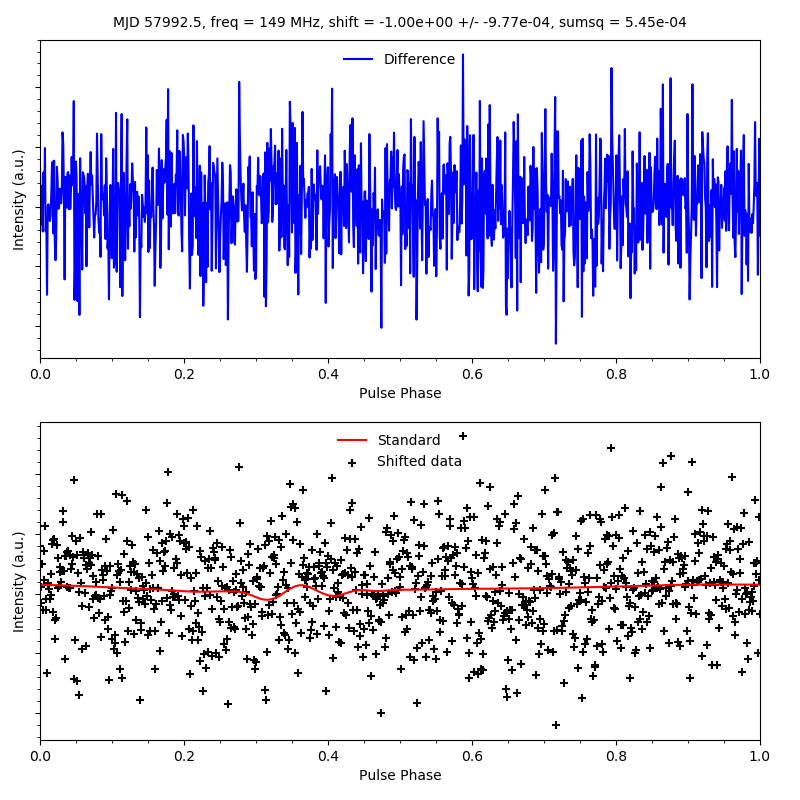 MJD 57992.5, freq = 149 MHz, shift = -1.00e+00 +/- -9.77e-04, sumsq = 5.45e-04
Difference
Intensity (a.u.)
0.0 0.2 0.4 0.6 0.8 1.0
Pulse Phase
Standard
Shifted data
Intensity (a.u.)
0.0 0.2 0.4 0.6 0.8 1.0
Pulse Phase